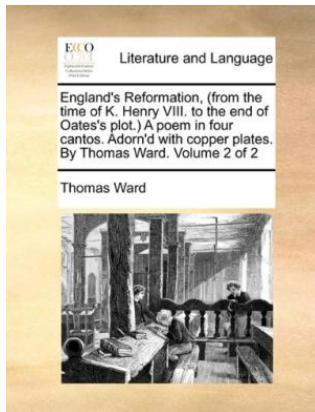 ECCO
Literature and Language
England's Reformation, (from the
time of K. Henry VIII. to the end of
Oates's plot.) A poem in four
cantos. Adorn'd with copper plates.
By Thomas Ward. Volume 2 of 2
Thomas Ward